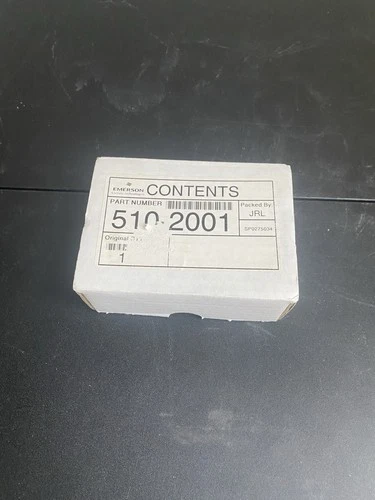 EMERSON CONTENTS
PART NUMBER
Packed By:
510-2001
JRL
Original
1